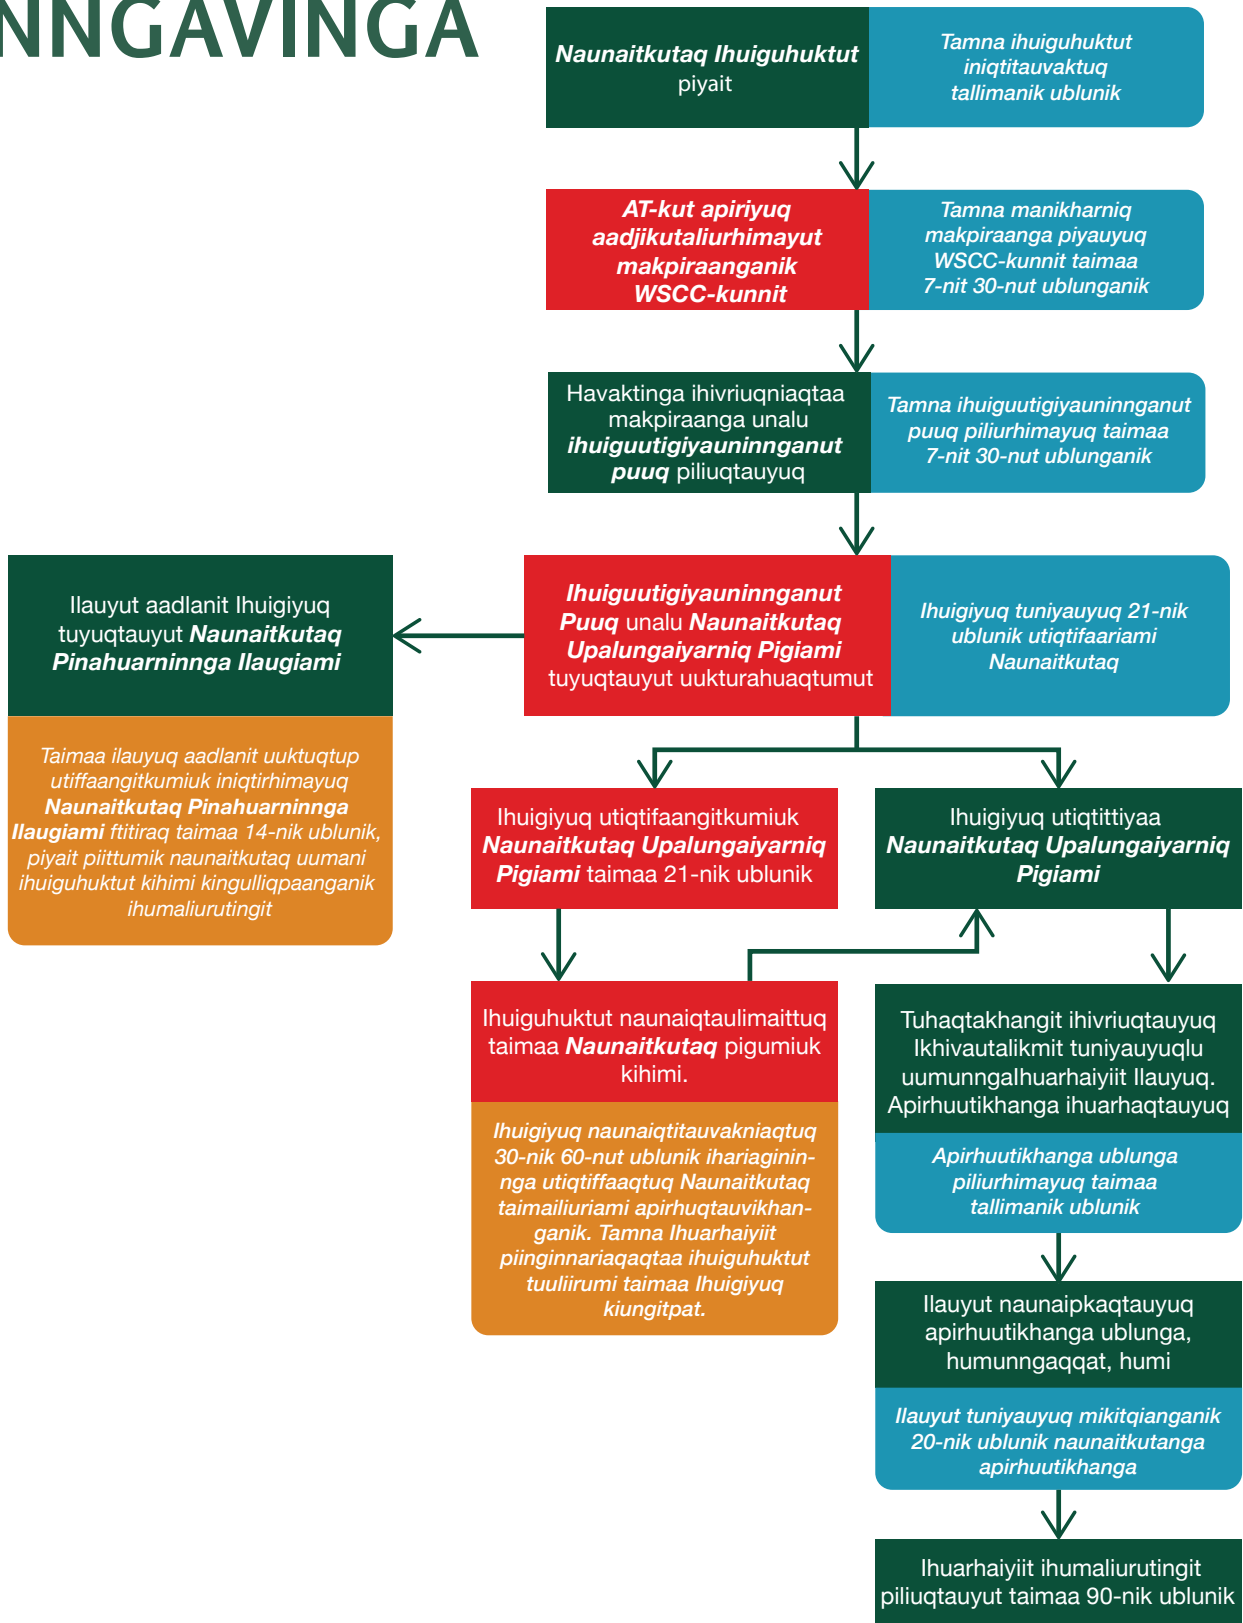 NNGAVINGA
Naunaitkutaq Ihuiguhuktut
piyait
Tamna ihuiguhuktut
iniqtitauvaktuq
tallimanik ublunik
AT-kut apiriyuq
aadjikutaliurhimayut
makpiraanganik
WSCC-kunnit
Tamna manikharniq
makpiraanga piyauyuq
WSCC-kunnit taimaa
7-nit 30-nut ublunganik
Havaktinga ihivriuqniaqtaa
makpiraanga unalu
ihuiguutigiyauninnganut
puuq piliuqtauyuq
Tamna ihuiguutigiyauninnganut
puuq piliurhimayuq taimaa
7-nit 30-nut ublunganik
Ilauyut aadlanit Ihuigiyuq
tuyuqtauyut Naunaitkutaq
Pinahuarninnga Ilaugiami
Ihuiguutigiyauninnganut
Puuq unalu Naunaitkutaq
Upalungaiyarniq Pigiami
tuyuqtauyut uukturahuaqtumut
Ihuigiyuq tuniyauyuq 21-nik
ublunik utiqtifaariami
Naunaitkutaq
Taimaa ilauyuq aadlanit uuktuqtup
utiffaangitkumiuk iniqtirhimayuq
Naunaitkutaq Pinahuarninnga
Ilaugiami ftitiraq taimaa 14-nik ublunik,
piyait piittumik naunaitkutaq uumani
ihuiguhuktut kihimi kingulliqpaanganik
ihumaliurutingit
Ihuigiyuq utiqtifaangitkumiuk
Naunaitkutaq Upalungaiyarniq
Pigiami taimaa 21-nik ublunik
Ihuigiyuq utiqtittiyaa
Naunaitkutaq Upalungaiyarniq
Pigiami
Ihuiguhuktut naunaiqtaulimaittuq
taimaa Naunaitkutaq pigumiuk
kihimi.
Ihuigiyuq naunaiqtitauvakniaqtuq
30-nik 60-nut ublunik ihariaginin-
nga utiqtiffaaqtuq Naunaitkutaq
taimailiuriami apirhuqtauvikhan-
ganik. Tamna Ihuarhaiyiit
piinginnariaqaqtaa ihuiguhuktut
tuuliirumi taimaa Ihuigiyuq
kiungitpat.
Tuhaqtakhangit ihivriuqtauyuq
Ikhivautalikmit tuniyauyuqlu
uumunngaIhuarhaiyiit Ilauyuq.
Apirhuutikhanga ihuarhaqtauyuq
Apirhuutikhanga ublunga
piliurhimayuq taimaa
tallimanik ublunik
Ilauyut naunaipkaqtauyuq
apirhuutikhanga ublunga,
humunngaqqat, humi
Ilauyut tuniyauyuq mikitqianganik
20-nik ublunik naunaitkutanga
apirhuutikhanga
Ihuarhaiyiit ihumaliurutingit
piliuqtauyut taimaa 90-nik ublunik